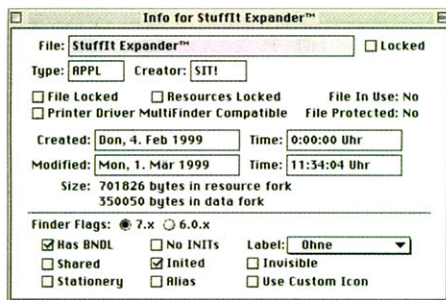 Info for StuffIt Expander™
File: StuffIt Expander™ Locked
Type: APPL Creator: SIT!
File Locked Resources Locked File In Use: No
Printer Driver MultiFinder Compatible File Protected: No
Created: Don, 4. Feb 1999 Time: 0:00:00 Uhr
Modified: Mon, 1. Mär 1999 Time: 11:34:04 Uhr
Size: 701826 bytes in resource fork
350050 bytes in data fork
Finder Flags: 7.x 6.0.x
Has BNDL No INITs Label: Ohne
Shared Inited Invisible
Stationery Alias Use Custom Icon